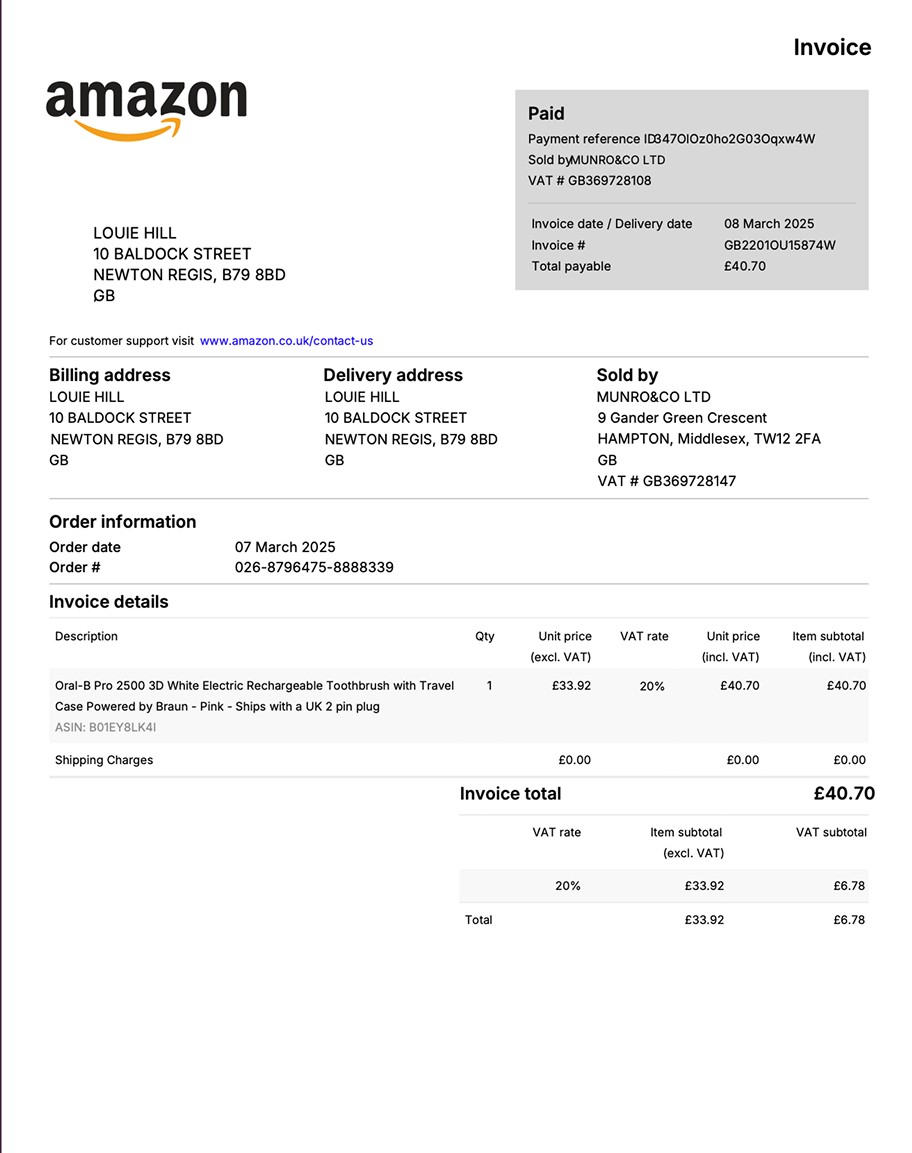 Invoice
amazon
Paid
Payment reference ID347OlOz0ho2G03Oqxw4W
Sold byMUNRO&CO LTD
VAT # GB369728108
Invoice date / Delivery date 08 March 2025
Invoice # GB2201OU15874W
Total payable £40.70
LOUIE HILL
10 BALDOCK STREET
NEWTON REGIS, B79 8BD
GB
For customer support visit www.amazon.co.uk/contact-us
Billing address
LOUIE HILL
10 BALDOCK STREET
NEWTON REGIS, B79 8BD
GB
Delivery address
LOUIE HILL
10 BALDOCK STREET
NEWTON REGIS, B79 8BD
GB
Sold by
MUNRO&CO LTD
9 Gander Green Crescent
HAMPTON, Middlesex, TW12 2FA
GB
VAT # GB369728147
Order information
Order date 07 March 2025
Order # 026-8796475-8888339
Invoice details
Description Qty Unit price VAT rate Unit price Item subtotal
(excl. VAT) (incl. VAT) (incl. VAT)
Oral-B Pro 2500 3D White Electric Rechargeable Toothbrush with Travel 1 £33.92 20% £40.70 £40.70
Case Powered by Braun - Pink - Ships with a UK 2 pin plug
ASIN: B01EY8LK4I
Shipping Charges £0.00 £0.00 £0.00
Invoice total £40.70
VAT rate Item subtotal VAT subtotal
(excl. VAT)
20% £33.92 £6.78
Total £33.92 £6.78